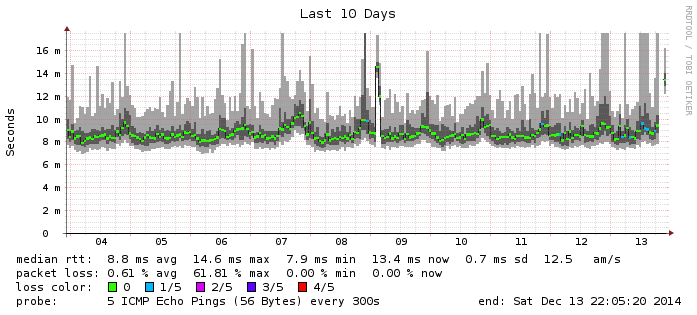 Last 10 Days
RRDTOOL / TOBI OETIKER
Seconds
16 m
14 m
12 m
10 m
8 m
6 m
4 m
2 m
0
04 05 06 07 08 09 10 11 12 13
median rtt: 8.8 ms avg 14.6 ms max 7.9 ms min 13.4 ms now 0.7 ms sd 12.5 am/s
packet loss: 0.61 % avg 61.81 % max 0.00 % min 0.00 % now
loss color: 0 1/5 2/5 3/5 4/5
probe: 5 ICMP Echo Pings (56 Bytes) every 300s end: Sat Dec 13 22:05:20 2014